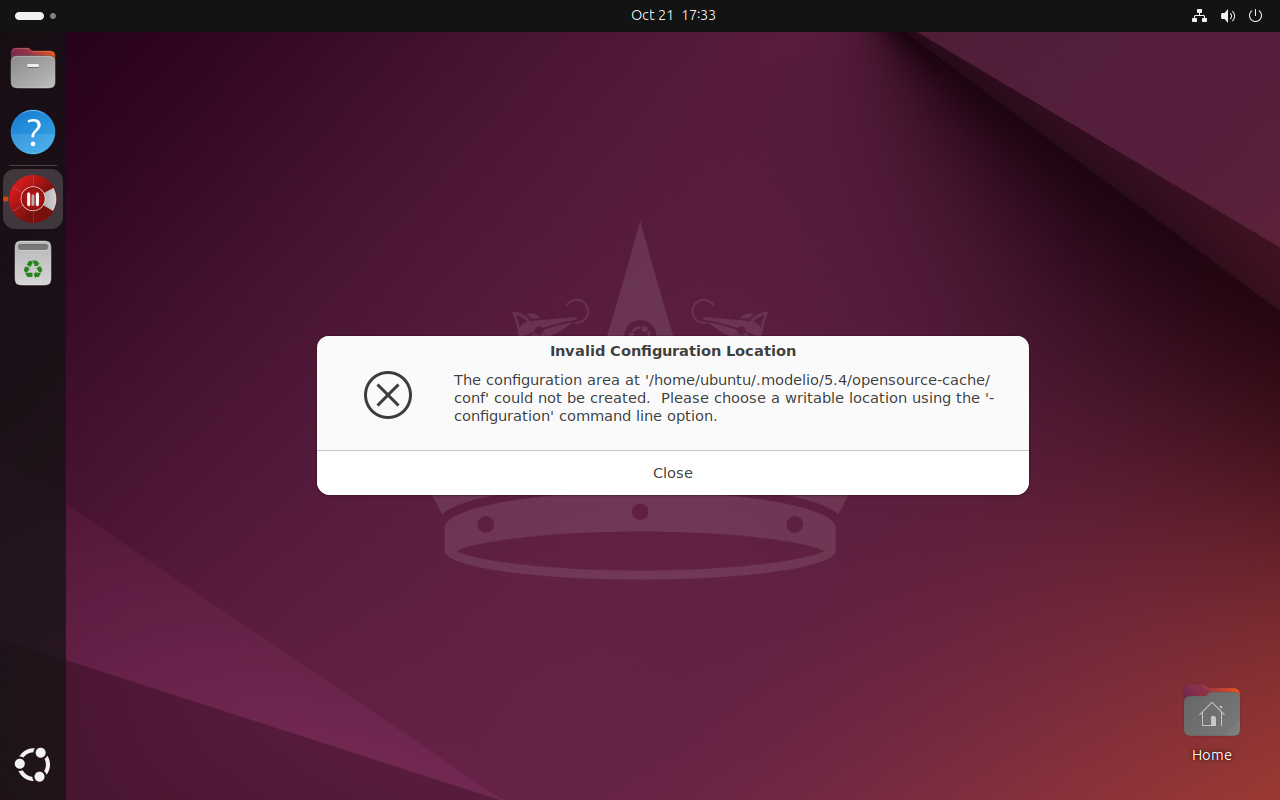 Oct 21 17:33
Invalid Configuration Location
The configuration area at '/home/ubuntu/.modelio/5.4/opensource-cache/
conf' could not be created.  Please choose a writable location using the '-
configuration' command line option.
Close
Home